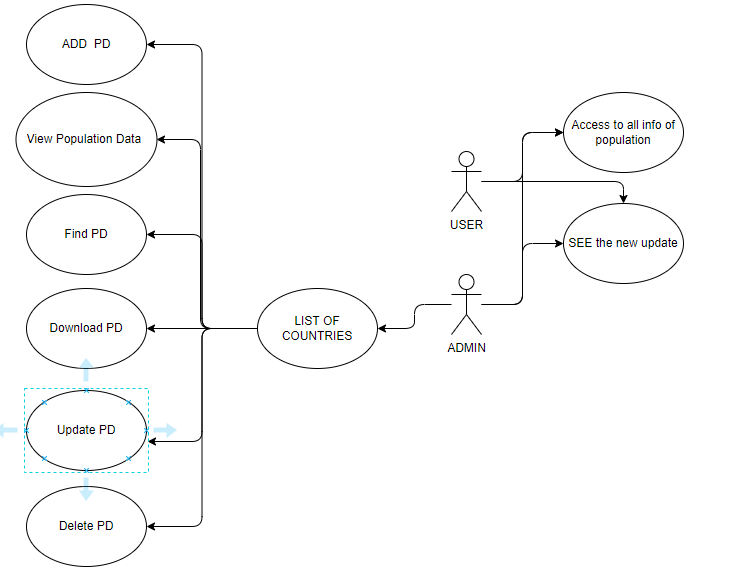 ADD PD
View Population Data
Find PD
Download PD
Update PD
Delete PD
LIST OF
COUNTRIES
USER
ADMIN
Access to all info of
population
SEE the new update